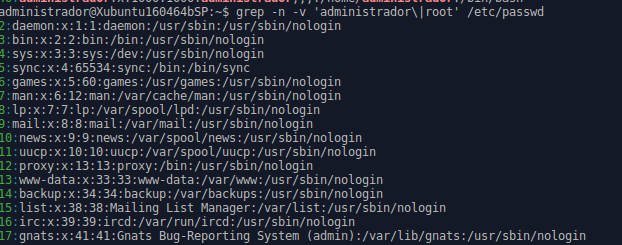 administrador@Xubuntu160464bSP:~$ grep -n -v 'administrador\|root' /etc/passwd
2:daemon:x:1:1:daemon:/usr/sbin:/usr/sbin/nologin
3:bin:x:2:2:bin:/bin:/usr/sbin/nologin
4:sys:x:3:3:sys:/dev:/usr/sbin/nologin
5:sync:x:4:65534:sync:/bin:/bin/sync
6:games:x:5:60:games:/usr/games:/usr/sbin/nologin
7:man:x:6:12:man:/var/cache/man:/usr/sbin/nologin
8:lp:x:7:7:lp:/var/spool/lpd:/usr/sbin/nologin
9:mail:x:8:8:mail:/var/mail:/usr/sbin/nologin
10:news:x:9:9:news:/var/spool/news:/usr/sbin/nologin
11:uucp:x:10:10:uucp:/var/spool/uucp:/usr/sbin/nologin
12:proxy:x:13:13:proxy:/bin:/usr/sbin/nologin
13:www-data:x:33:33:www-data:/var/www:/usr/sbin/nologin
14:backup:x:34:34:backup:/var/backups:/usr/sbin/nologin
15:list:x:38:38:Mailing List Manager:/var/list:/usr/sbin/nologin
16:irc:x:39:39:ircd:/var/run/ircd:/usr/sbin/nologin
17:gnats:x:41:41:Gnats Bug-Reporting System (admin):/var/lib/gnats:/usr/sbin/nologin